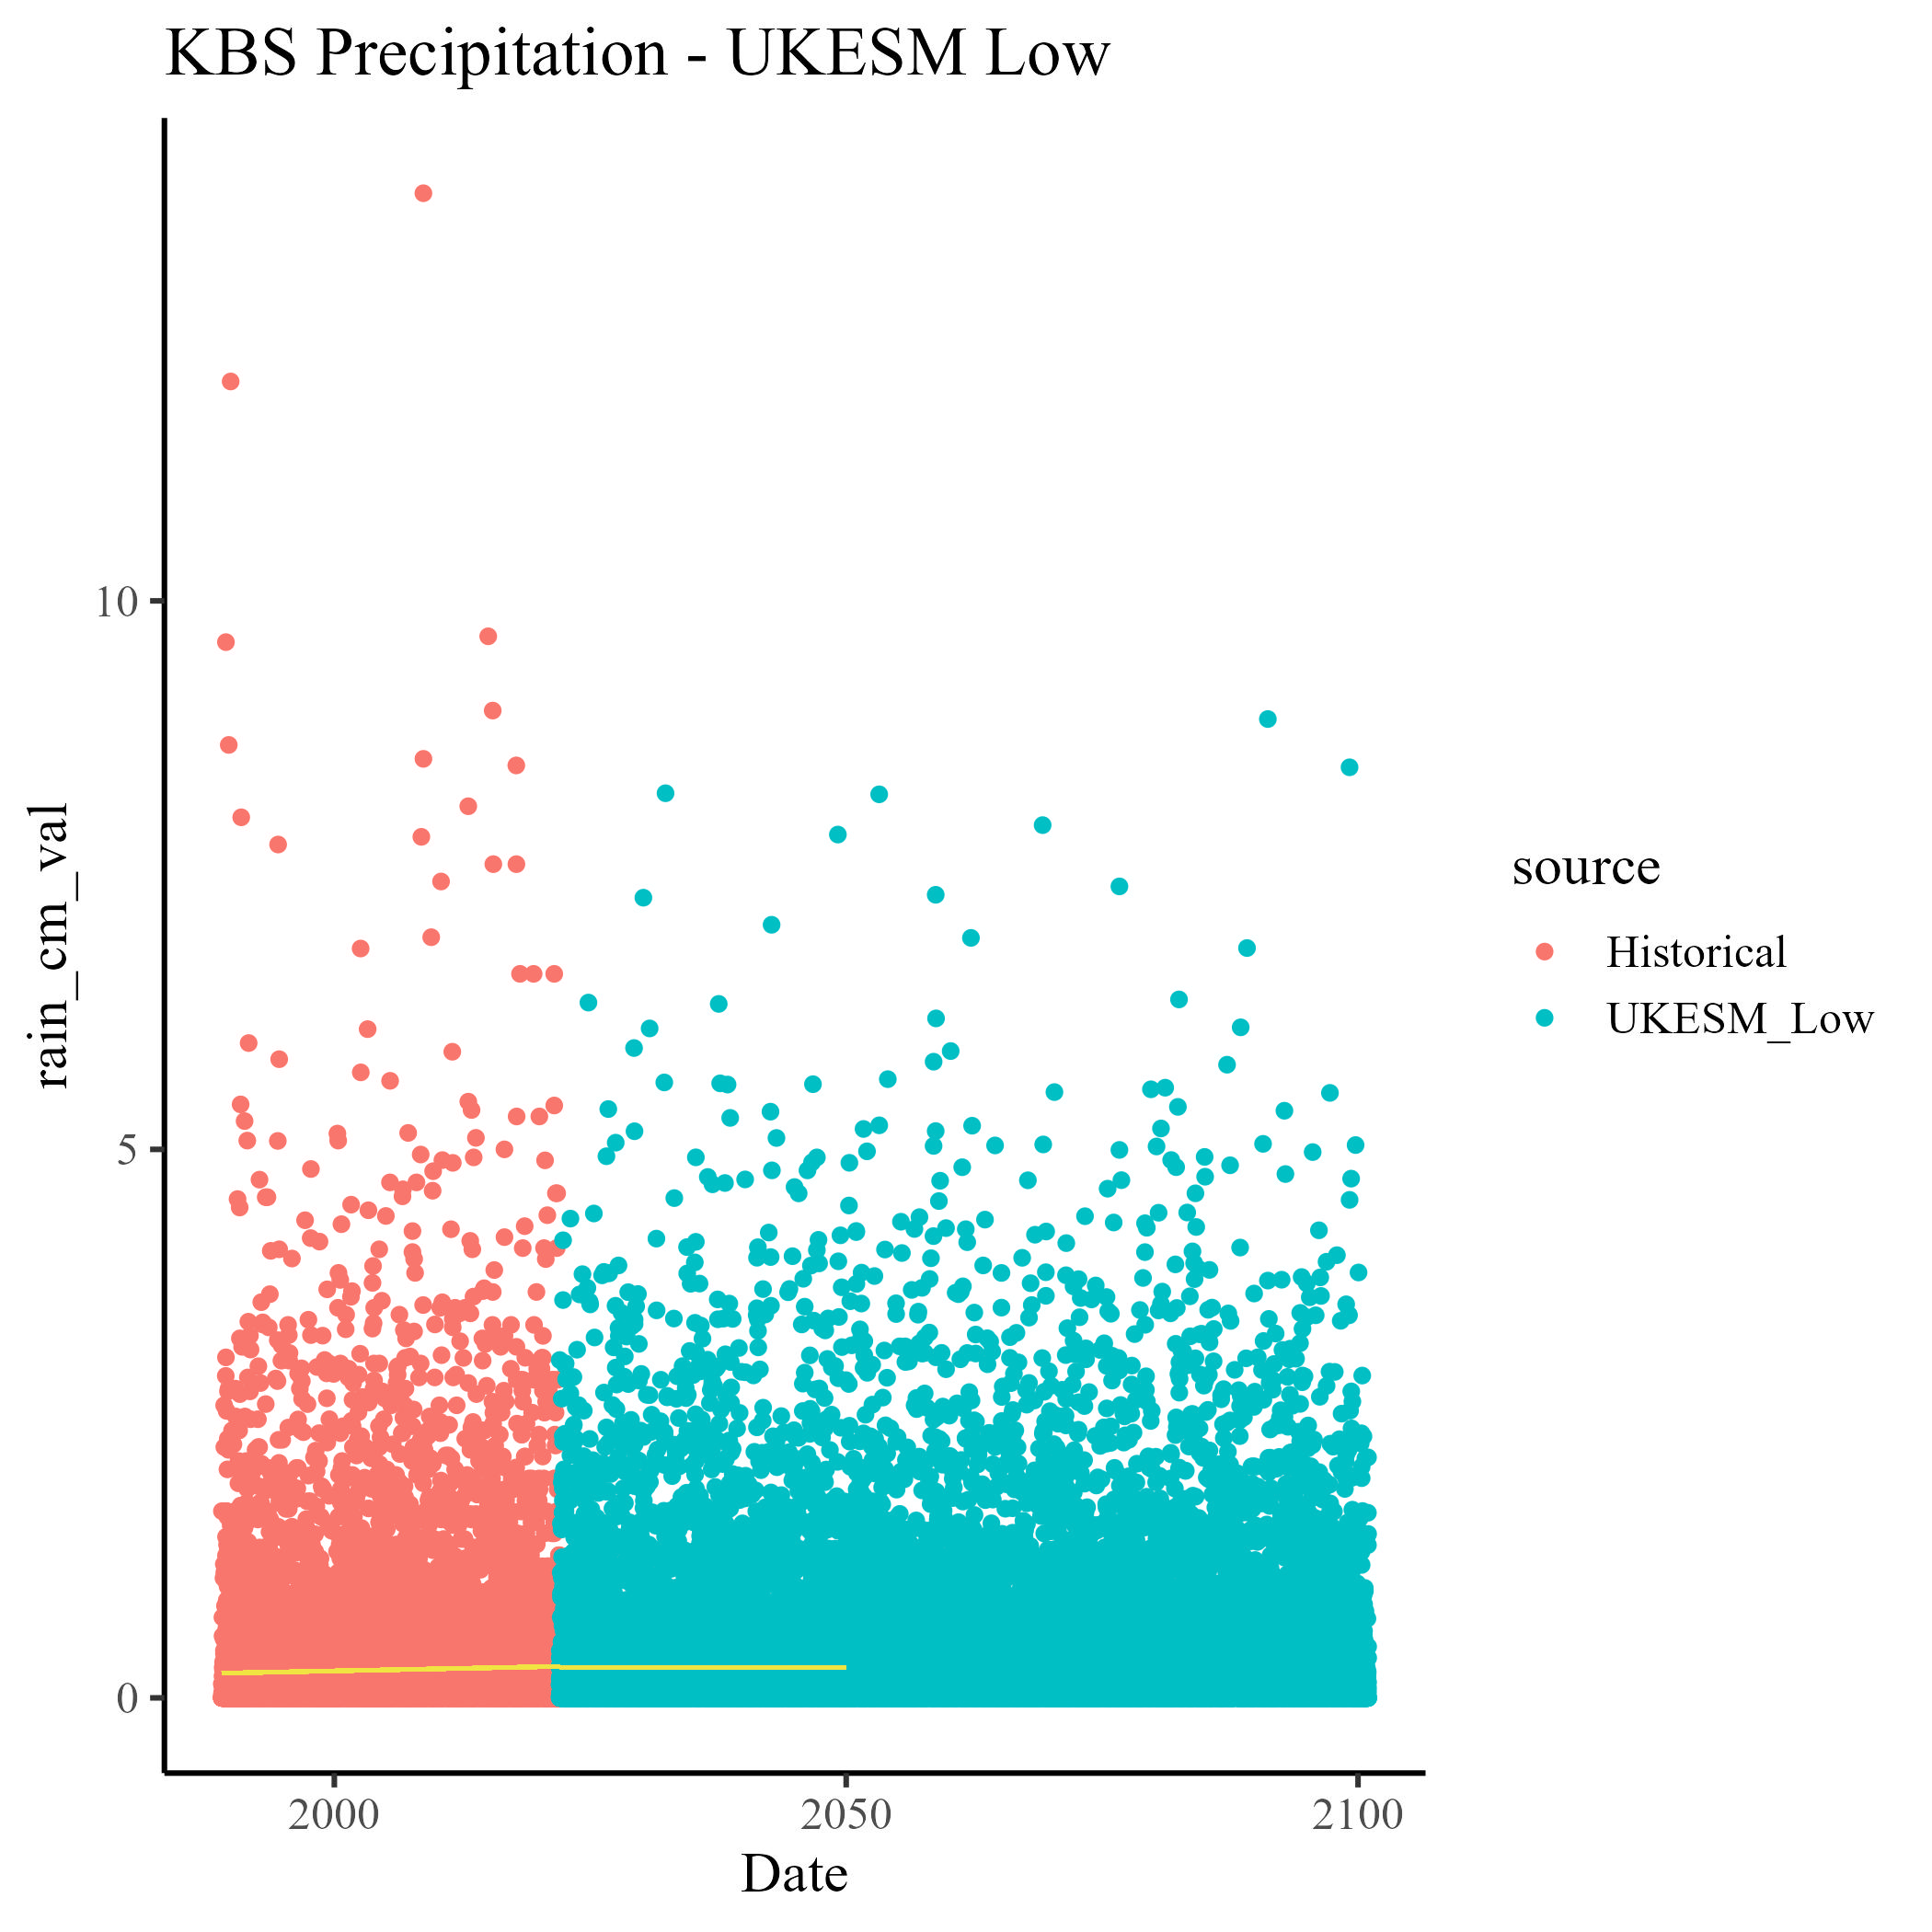 KBS Precipitation - UKESM Low
rain_cm_val
10
5
0
2000
2050
2100
Date
source
Historical
UKESM_Low